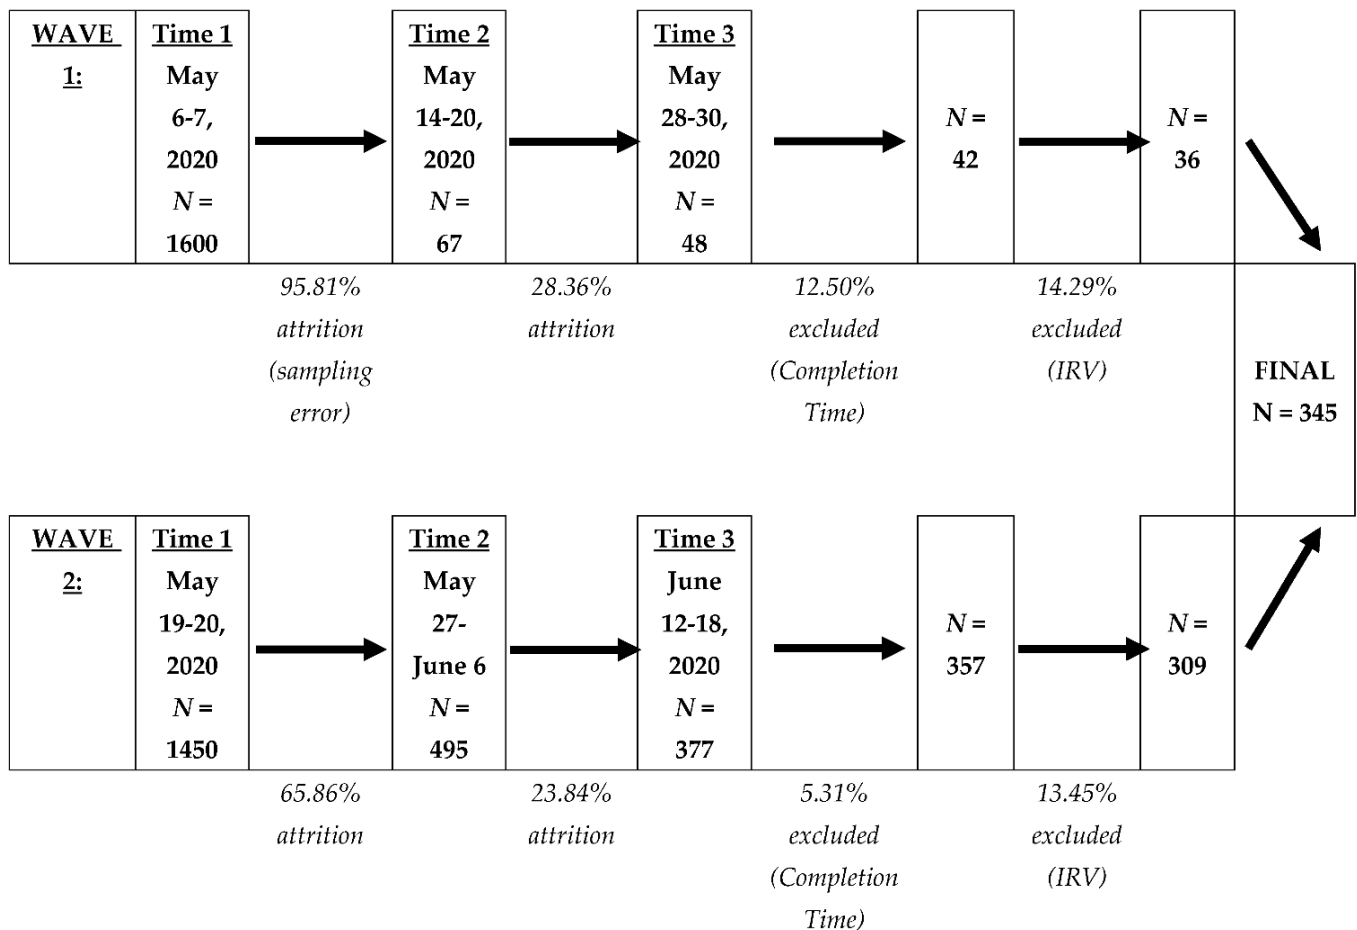 WAVE
1:
Time 1
May
6-7,
2020
N =
1600
Time 2
May
14-20,
2020
N =
67
Time 3
May
28-30,
2020
N =
48
N =
42
N =
36
95.81%
attrition
(sampling
error)
28.36%
attrition
12.50%
excluded
(Completion
Time)
14.29%
excluded
(IRV)
FINAL
N = 345
WAVE
2:
Time 1
May
19-20,
2020
N =
1450
Time 2
May
27-
June 6
N =
495
Time 3
June
12-18,
2020
N =
377
N =
357
N =
309
65.86%
attrition
23.84%
attrition
5.31%
excluded
(Completion
Time)
13.45%
excluded
(IRV)